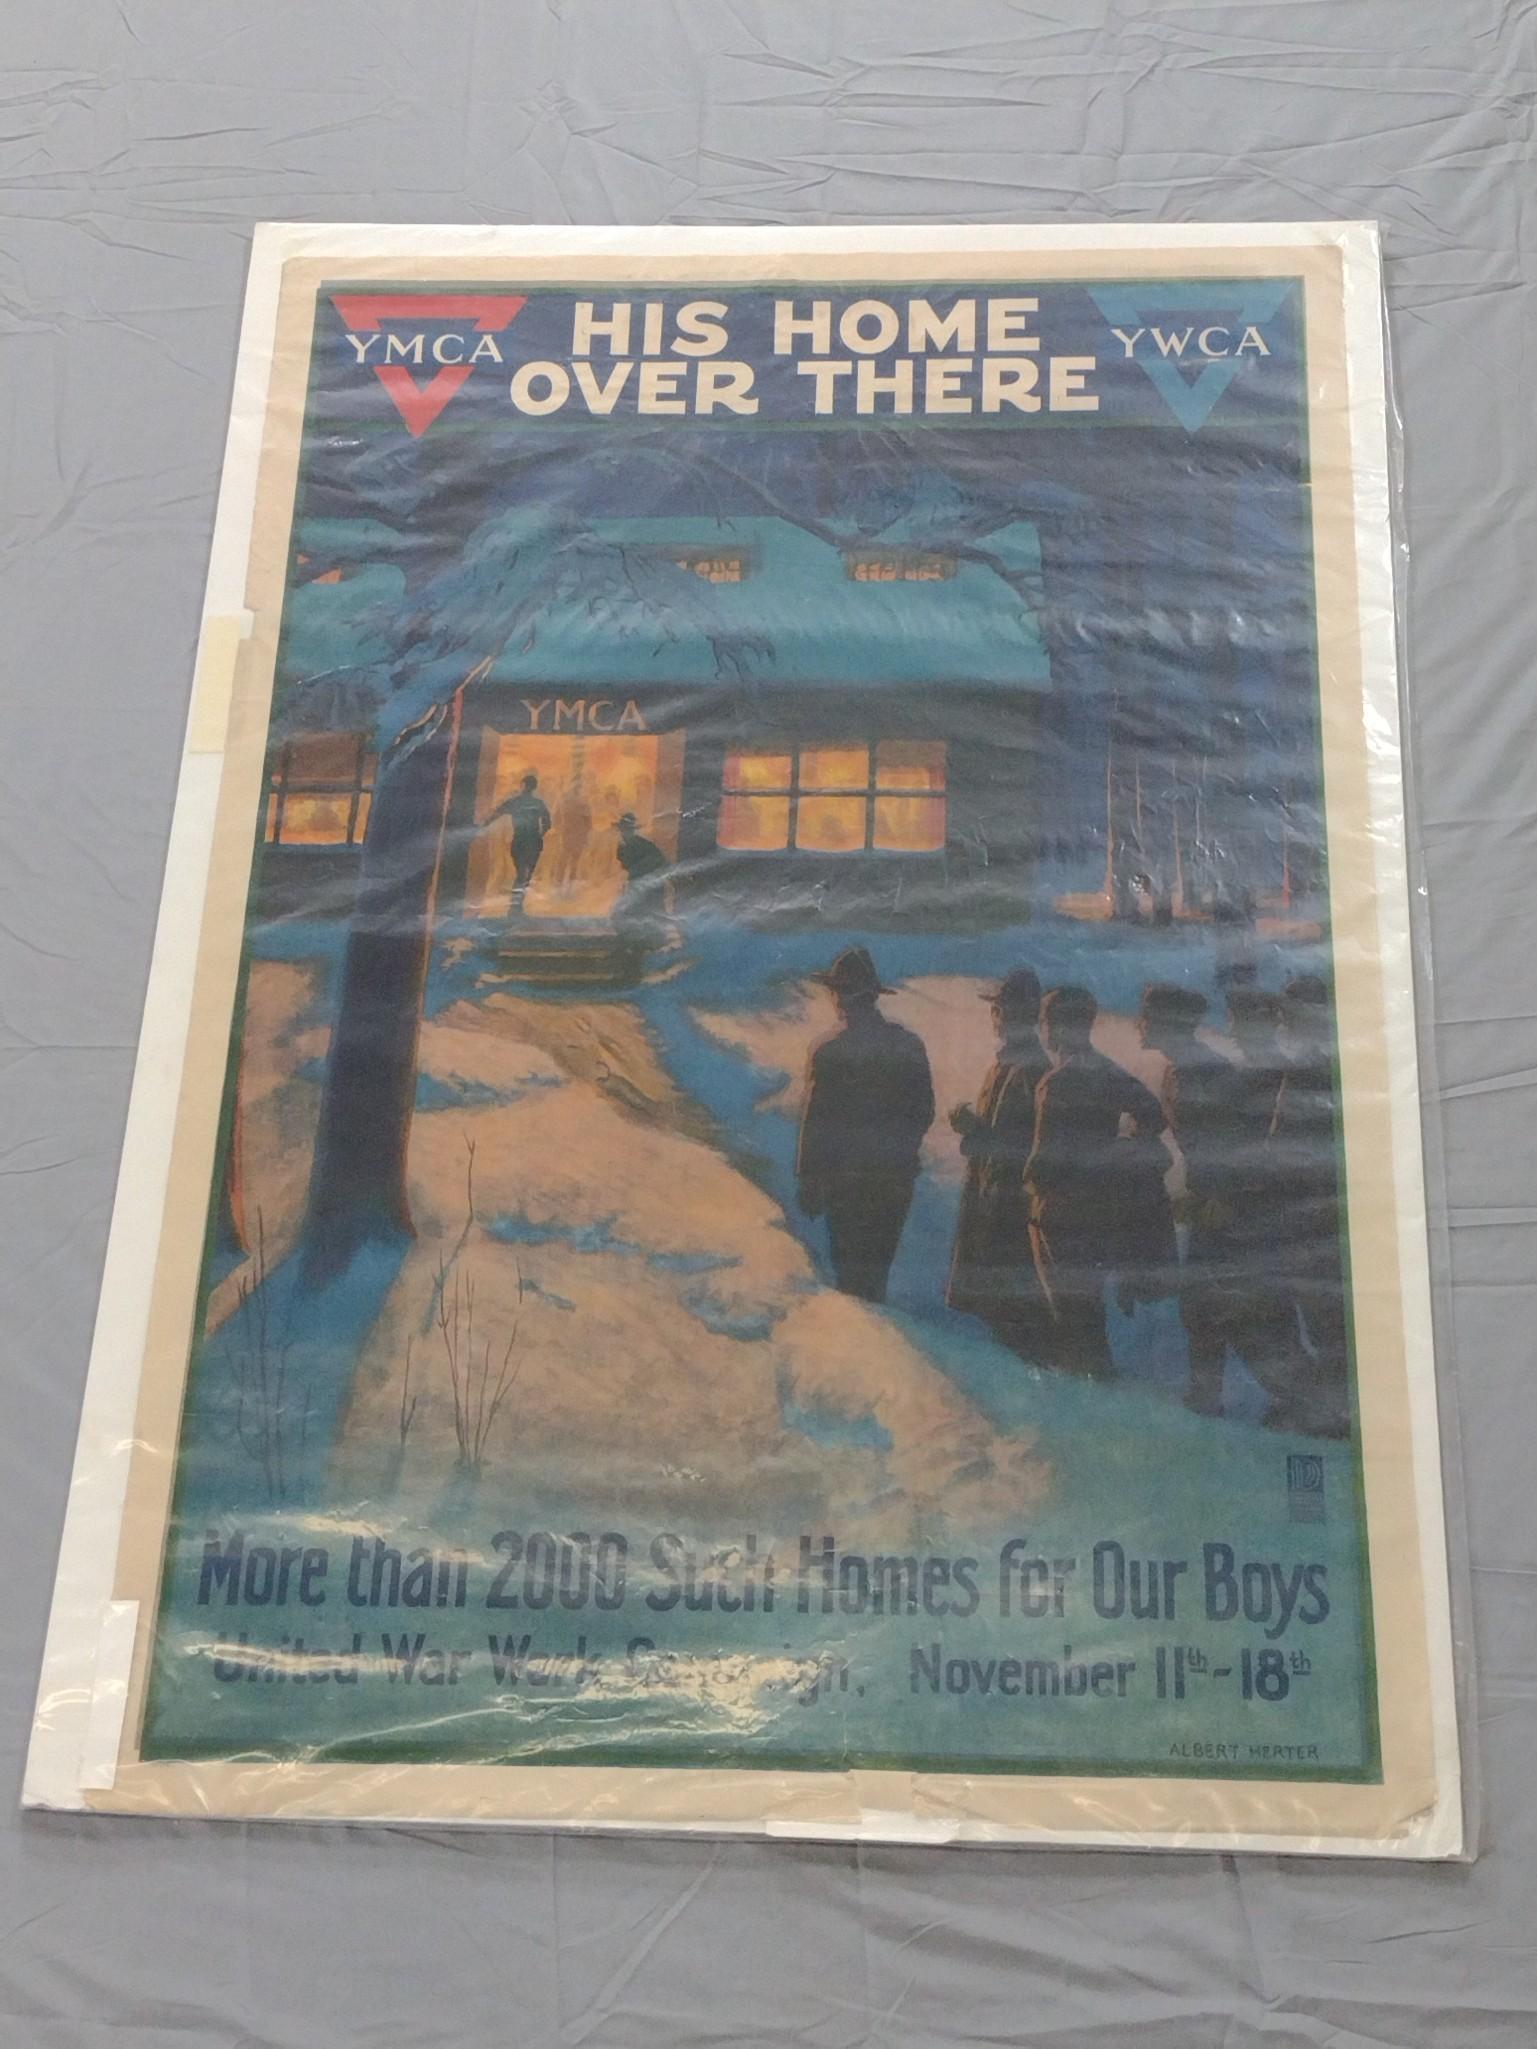 YMCA HIS HOME YWCA
OVER THERE
YMCA
More than 2000 Such Homes for Our Boys
United War Work Campaign, November 11th-18th
ALBERT HERTER